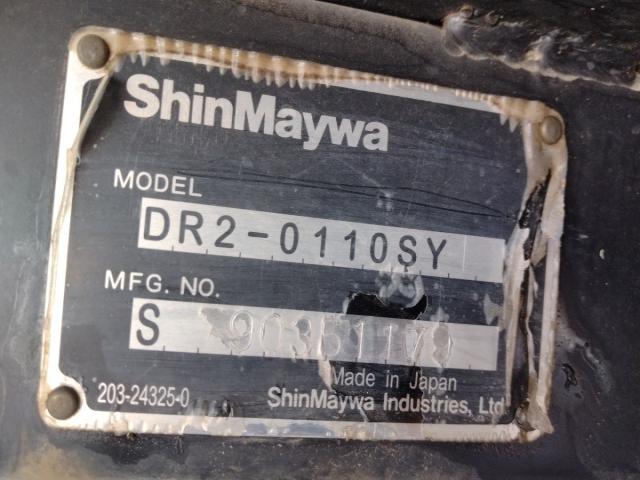 ShinMaywa
MODEL
DR2-0110SY
MFG. NO.
S
Made in Japan
203-24325-0
ShinMaywa Industries, Ltd